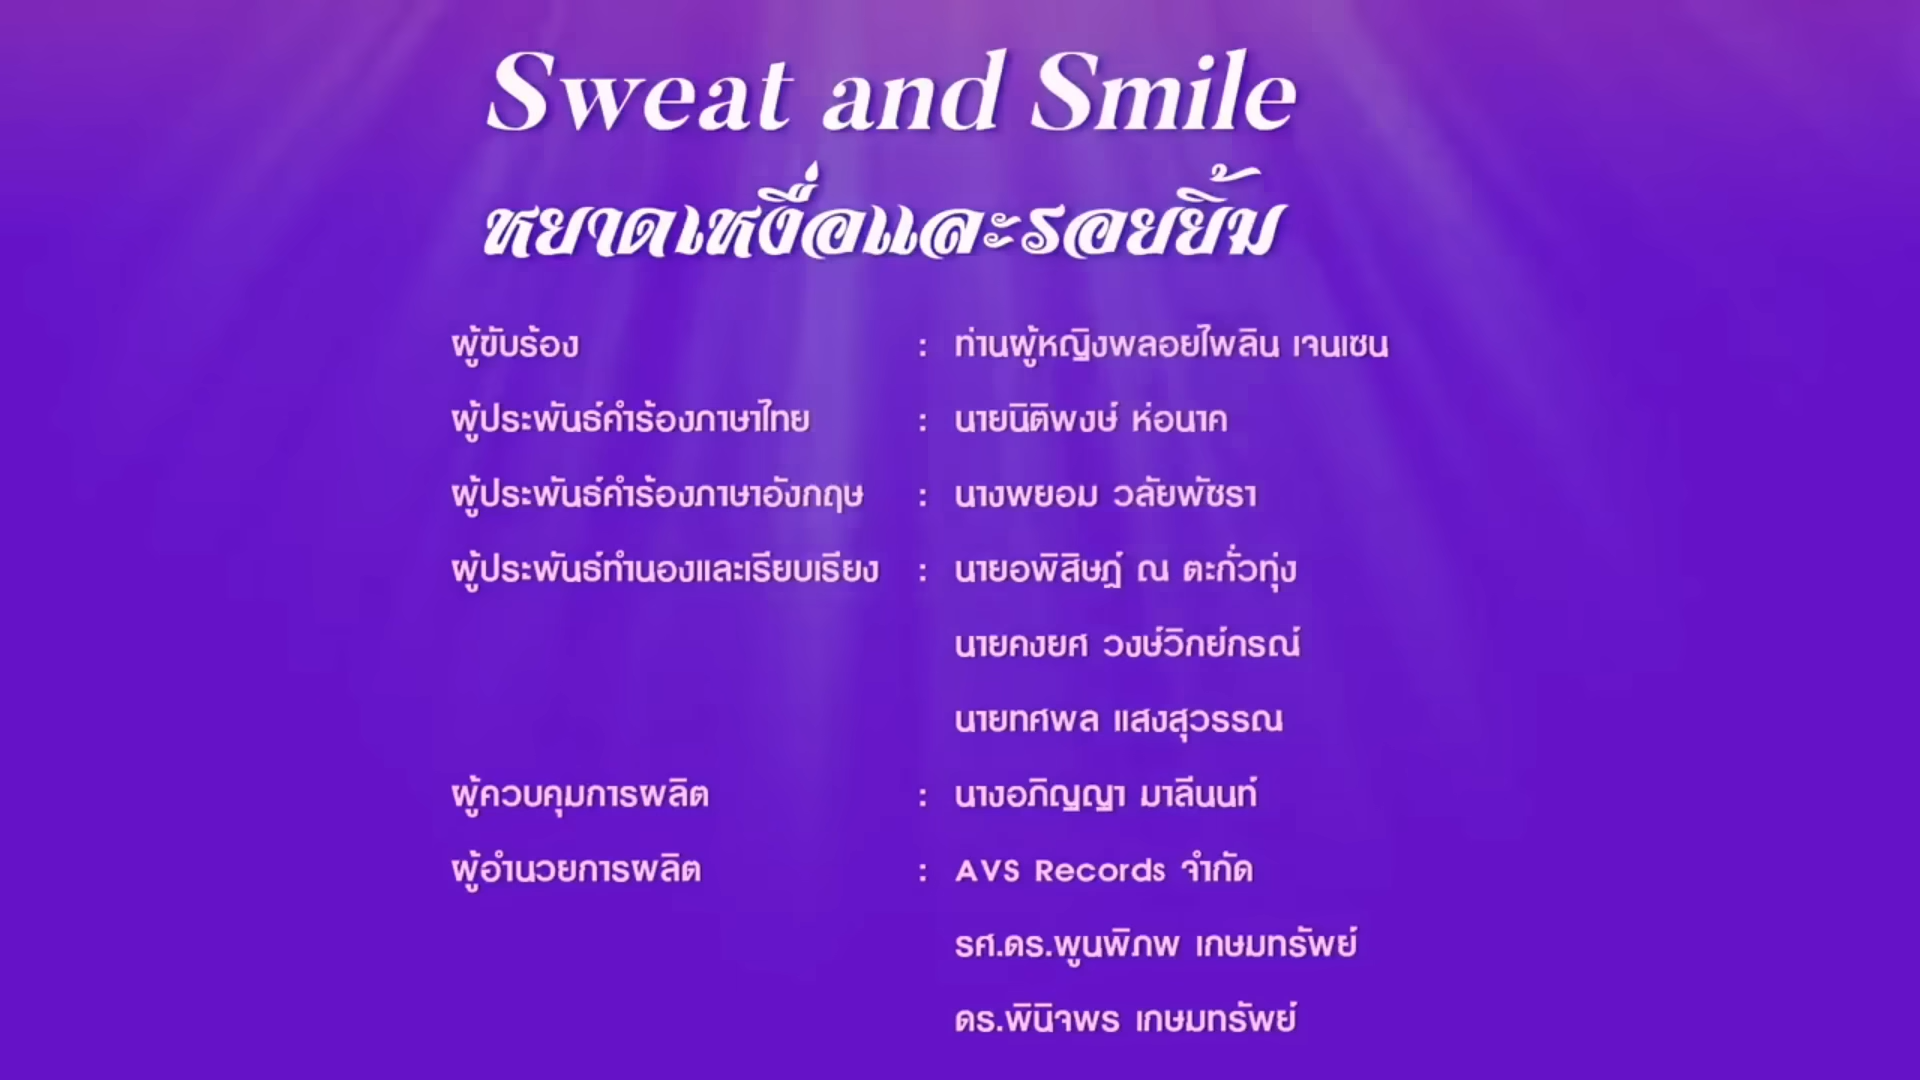 Sweat and Smile
หยาดเหงื่อและรอยยิ้ม
ผู้ขับร้อง : ท่านผู้หญิงพลอยไพลิน เจนเซน
ผู้ประพันธ์คำร้องภาษาไทย : นายนิติพงษ์ ห่อนาค
ผู้ประพันธ์คำร้องภาษาอังกฤษ : นางพยอม วลัยพัชรา
ผู้ประพันธ์ทำนองและเรียบเรียง : นายอพิสิษฎ์ ณ ตะกั่วทุ่ง
นายคงยศ วงษ์วิกย์กรณ์
นายทศพล แสงสุวรรณ
ผู้ควบคุมการผลิต : นางอภิญญา มาลีนนท์
ผู้อำนวยการผลิต : AVS Records จำกัด
รศ.ดร.พูนพิภพ เกษมทรัพย์
ดร.พินิจพร เกษมทรัพย์